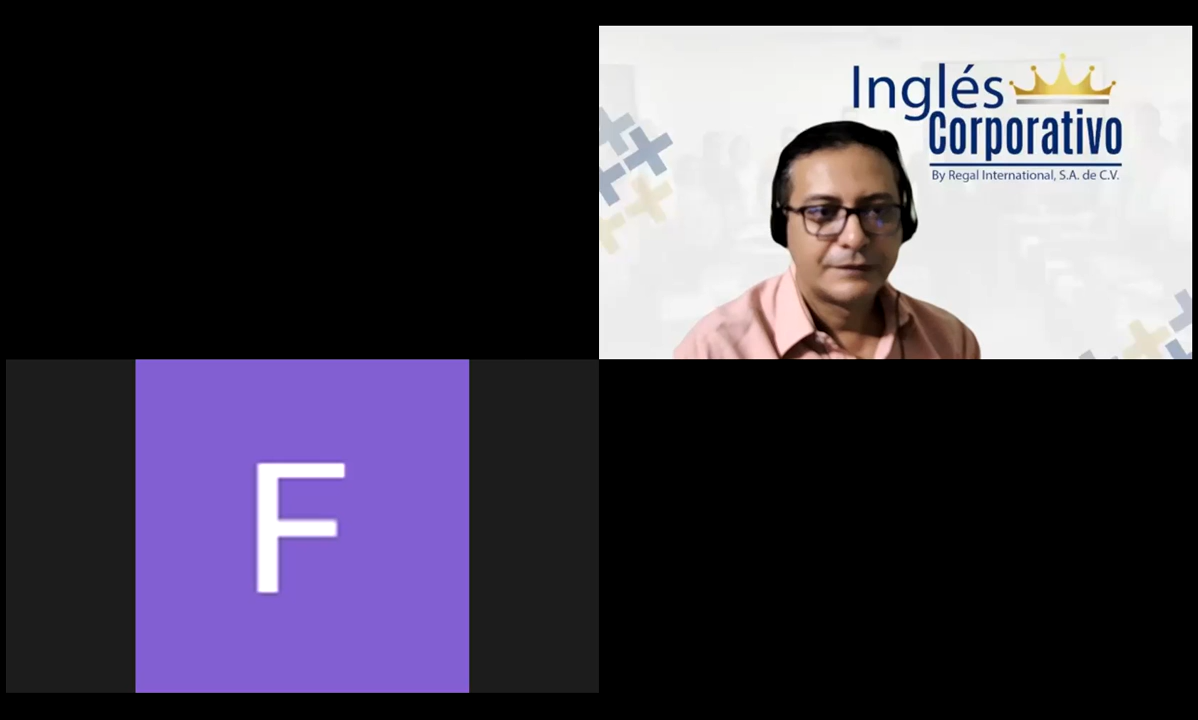 Inglés
Corporativo
By Regal International, S.A. de C.V.
F